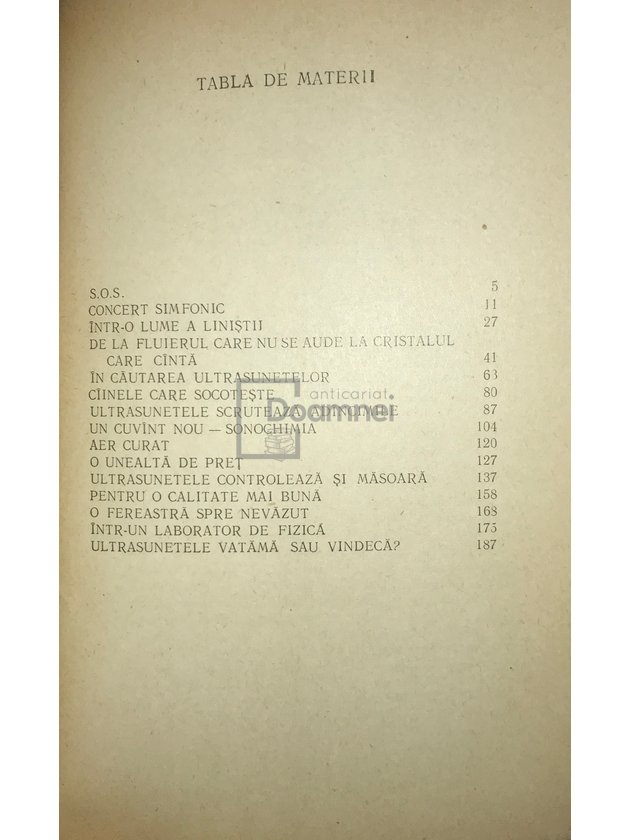 TABLA DE MATERII
S.O.S. 5
CONCERT SIMFONIC 11
ÎNTR-O LUME A LINIȘTII 27
DE LA FLUIERUL CARE NU SE AUDE LA CRISTALUL
CARE CÎNTĂ 41
ÎN CĂUTAREA ULTRASUNETELOR 63
CÎINELE CARE SOCOTEȘTE 80
anticariat
Doamnei
ULTRASUNETELE SCRUTEAZĂ ADÎNCIMILE 87
UN CUVÎNT NOU — SONOCHIMIA 104
AER CURAT 120
O UNEALTĂ DE PREȚ 127
ULTRASUNETELE CONTROLEAZĂ ȘI MĂSOARĂ 137
PENTRU O CALITATE MAI BUNĂ 158
O FEREASTRĂ SPRE NEVĂZUT 168
ÎNTR-UN LABORATOR DE FIZICĂ 175
ULTRASUNETELE VATĂMĂ SAU VINDECĂ? 187